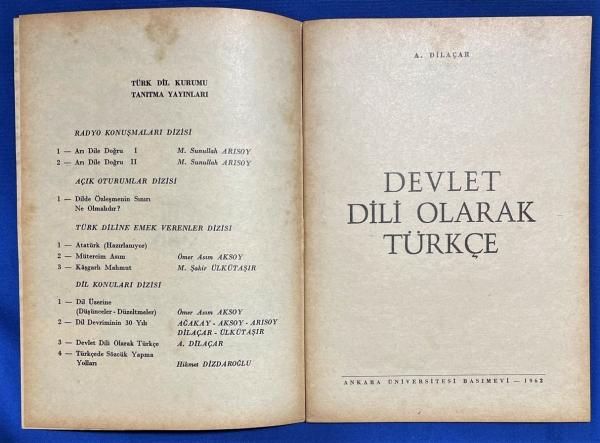 TÜRK DİL KURUMU
TANITMA YAYINLARI
RADYO KONUŞMALARI DİZİSİ
1 — Arı Dile Doğru I M. Sunullah ARISOY
2 — Arı Dile Doğru II M. Sunullah ARISOY
AÇIK OTURUMLAR DİZİSİ
1 — Dilde Özleşmenin Sınırı
Ne Olmalıdır?
TÜRK DİLİNE EMEK VERENLER DİZİSİ
1 — Atatürk (Hazırlanıyor)
2 — Mütercim Asım Ömer Asım AKSOY
3 — Kâşgarlı Mahmut M. Şakir ÜLKÜTAŞIR
DİL KONULARI DİZİSİ
1 — Dil Üzerine
(Düşünceler - Düzeltmeler) Ömer Asım AKSOY
2 — Dil Devriminin 30 Yılı AĞAKAY - AKSOY - ARISOY
DİLAÇAR - ÜLKÜTAŞIR
3 — Devlet Dili Olarak Türkçe A. DİLAÇAR
4 — Türkçede Sözcük Yapma
Yolları Hikmet DİZDAROĞLU
A. DİLÂÇAR
DEVLET
DİLİ OLARAK
TÜRKÇE
ANKARA ÜNİVERSİTESİ BASIMEVİ — 1962